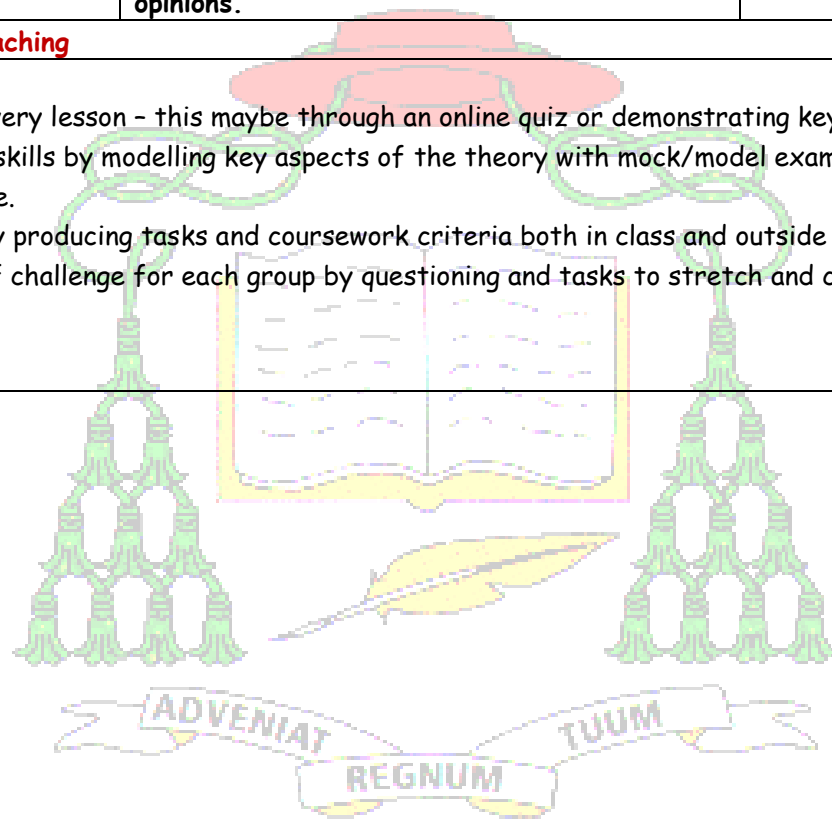 opinions.
aching
very lesson – this maybe through an online quiz or demonstrating key
skills by modelling key aspects of the theory with mock/model exam
e.
y producing tasks and coursework criteria both in class and outside
f challenge for each group by questioning and tasks to stretch and c
ADVENIAT
REGNUM
TUUM